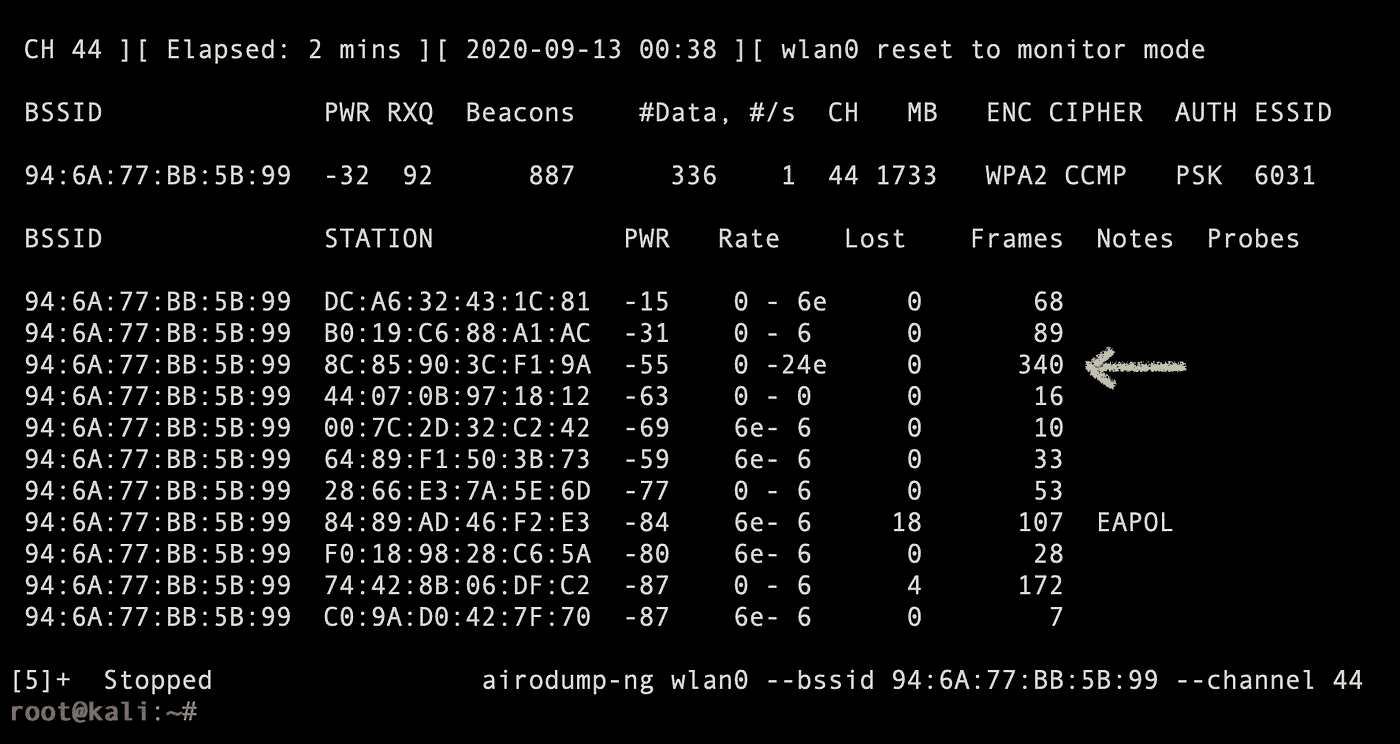 CH 44 ][ Elapsed: 2 mins ][ 2020-09-13 00:38 ][ wlan0 reset to monitor mode
BSSID PWR RXQ Beacons #Data, #/s CH MB ENC CIPHER AUTH ESSID
94:6A:77:BB:5B:99 -32 92 887 336 1 44 1733 WPA2 CCMP PSK 6031
BSSID STATION PWR Rate Lost Frames Notes Probes
94:6A:77:BB:5B:99 DC:A6:32:43:1C:81 -15 0 - 6e 0 68
94:6A:77:BB:5B:99 B0:19:C6:88:A1:AC -31 0 - 6 0 89
94:6A:77:BB:5B:99 8C:85:90:3C:F1:9A -55 0 -24e 0 340
94:6A:77:BB:5B:99 44:07:0B:97:18:12 -63 0 - 0 0 16
94:6A:77:BB:5B:99 00:7C:2D:32:C2:42 -69 6e- 6 0 10
94:6A:77:BB:5B:99 64:89:F1:50:3B:73 -59 6e- 6 0 33
94:6A:77:BB:5B:99 28:66:E3:7A:5E:6D -77 0 - 6 0 53
94:6A:77:BB:5B:99 84:89:AD:46:F2:E3 -84 6e- 6 18 107 EAPOL
94:6A:77:BB:5B:99 F0:18:98:28:C6:5A -80 6e- 6 0 28
94:6A:77:BB:5B:99 74:42:8B:06:DF:C2 -87 0 - 6 4 172
94:6A:77:BB:5B:99 C0:9A:D0:42:7F:70 -87 6e- 6 0 7
[5]+ Stopped airodump-ng wlan0 --bssid 94:6A:77:BB:5B:99 --channel 44
root@kali:~#